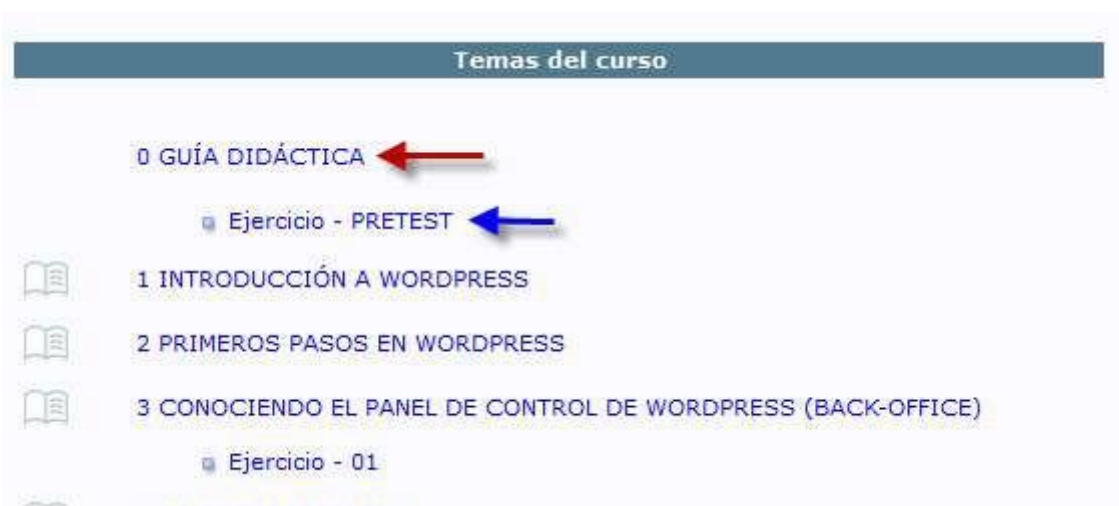 Temas del curso
0 GUÍA DIDÁCTICA
Ejercicio - PRETEST
1 INTRODUCCIÓN A WORDPRESS
2 PRIMEROS PASOS EN WORDPRESS
3 CONOCIENDO EL PANEL DE CONTROL DE WORDPRESS (BACK-OFFICE)
Ejercicio - 01